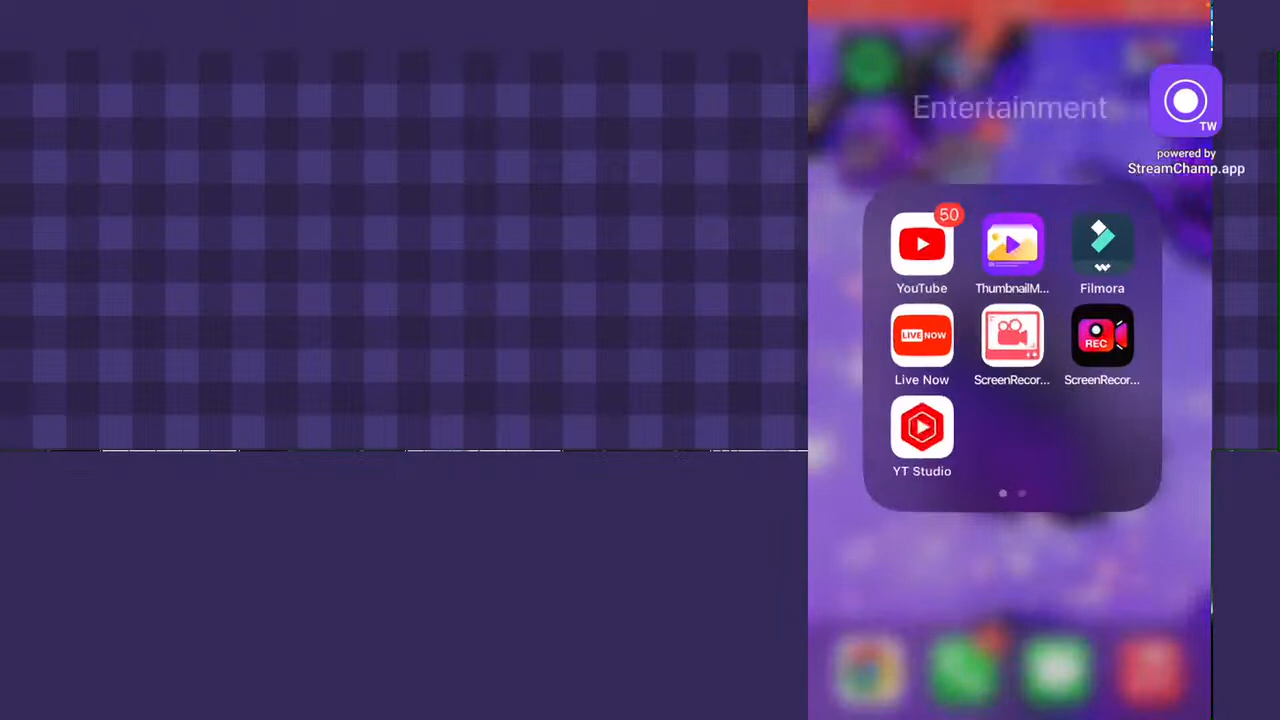 Entertainment
TW
powered by
StreamChamp.app
50
YouTube
ThumbnailM...
Filmora
LIVE NOW
REC
Live Now
ScreenRecor...
ScreenRecor...
YT Studio